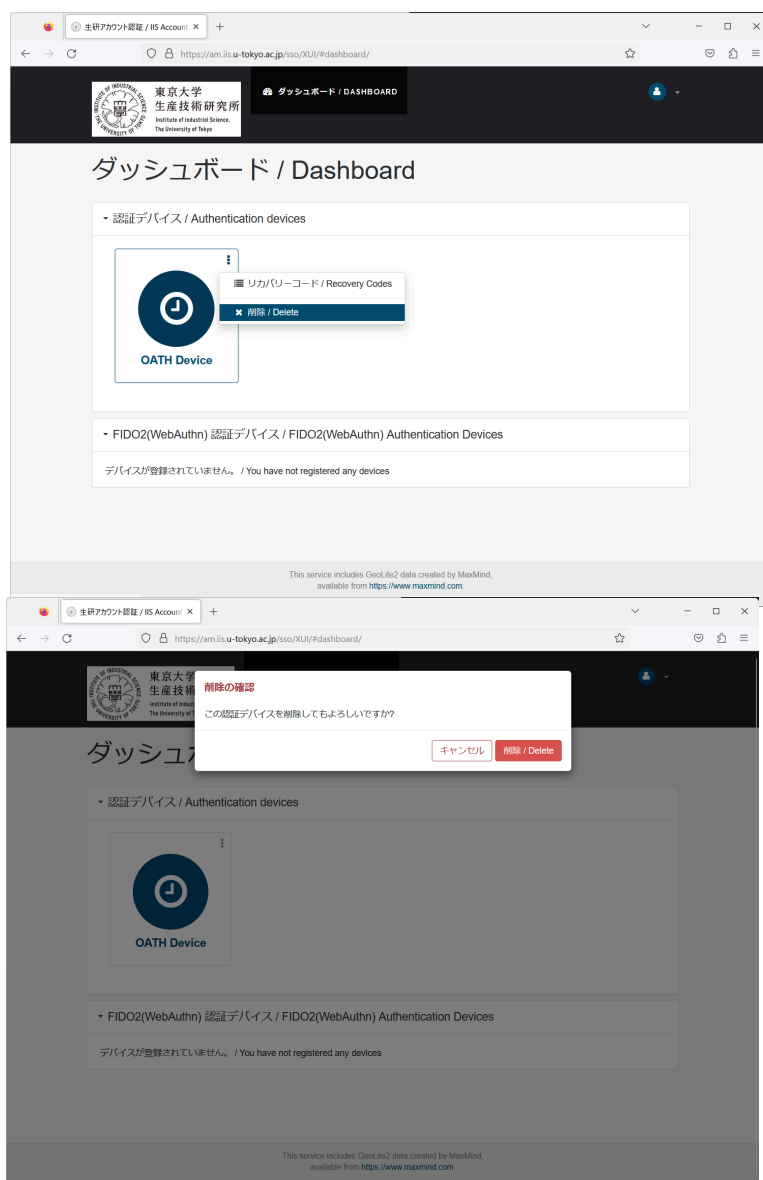 生研アカウント認証 / IIS Account
https://am.iis.u-tokyo.ac.jp/sso/XUI/#dashboard/
東京大学
生産技術研究所
Institute of Industrial Science,
The University of Tokyo
ダッシュボード / DASHBOARD
ダッシュボード / Dashboard
認証デバイス / Authentication devices
リカバリーコード / Recovery Codes
削除 / Delete
OATH Device
FIDO2(WebAuthn) 認証デバイス / FIDO2(WebAuthn) Authentication Devices
デバイスが登録されていません。 / You have not registered any devices
This service includes GeoLite2 data created by MaxMind,
available from https://www.maxmind.com.
生研アカウント認証 / IIS Account
https://am.iis.u-tokyo.ac.jp/sso/XUI/#dashboard/
東京大学
生産技術
Institute of Indust
The University of T
削除の確認
この認証デバイスを削除してもよろしいですか?
キャンセル 削除 / Delete
ダッシュボ
認証デバイス / Authentication devices
OATH Device
FIDO2(WebAuthn) 認証デバイス / FIDO2(WebAuthn) Authentication Devices
デバイスが登録されていません。 / You have not registered any devices
This service includes GeoLite2 data created by MaxMind,
available from https://www.maxmind.com.